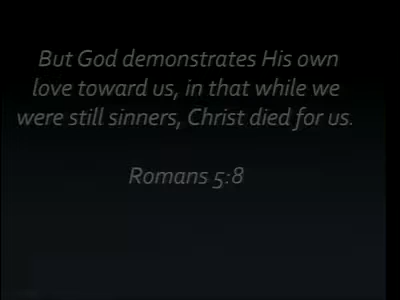 But God demonstrates His own
love toward us, in that while we
were still sinners, Christ died for us.
Romans 5:8